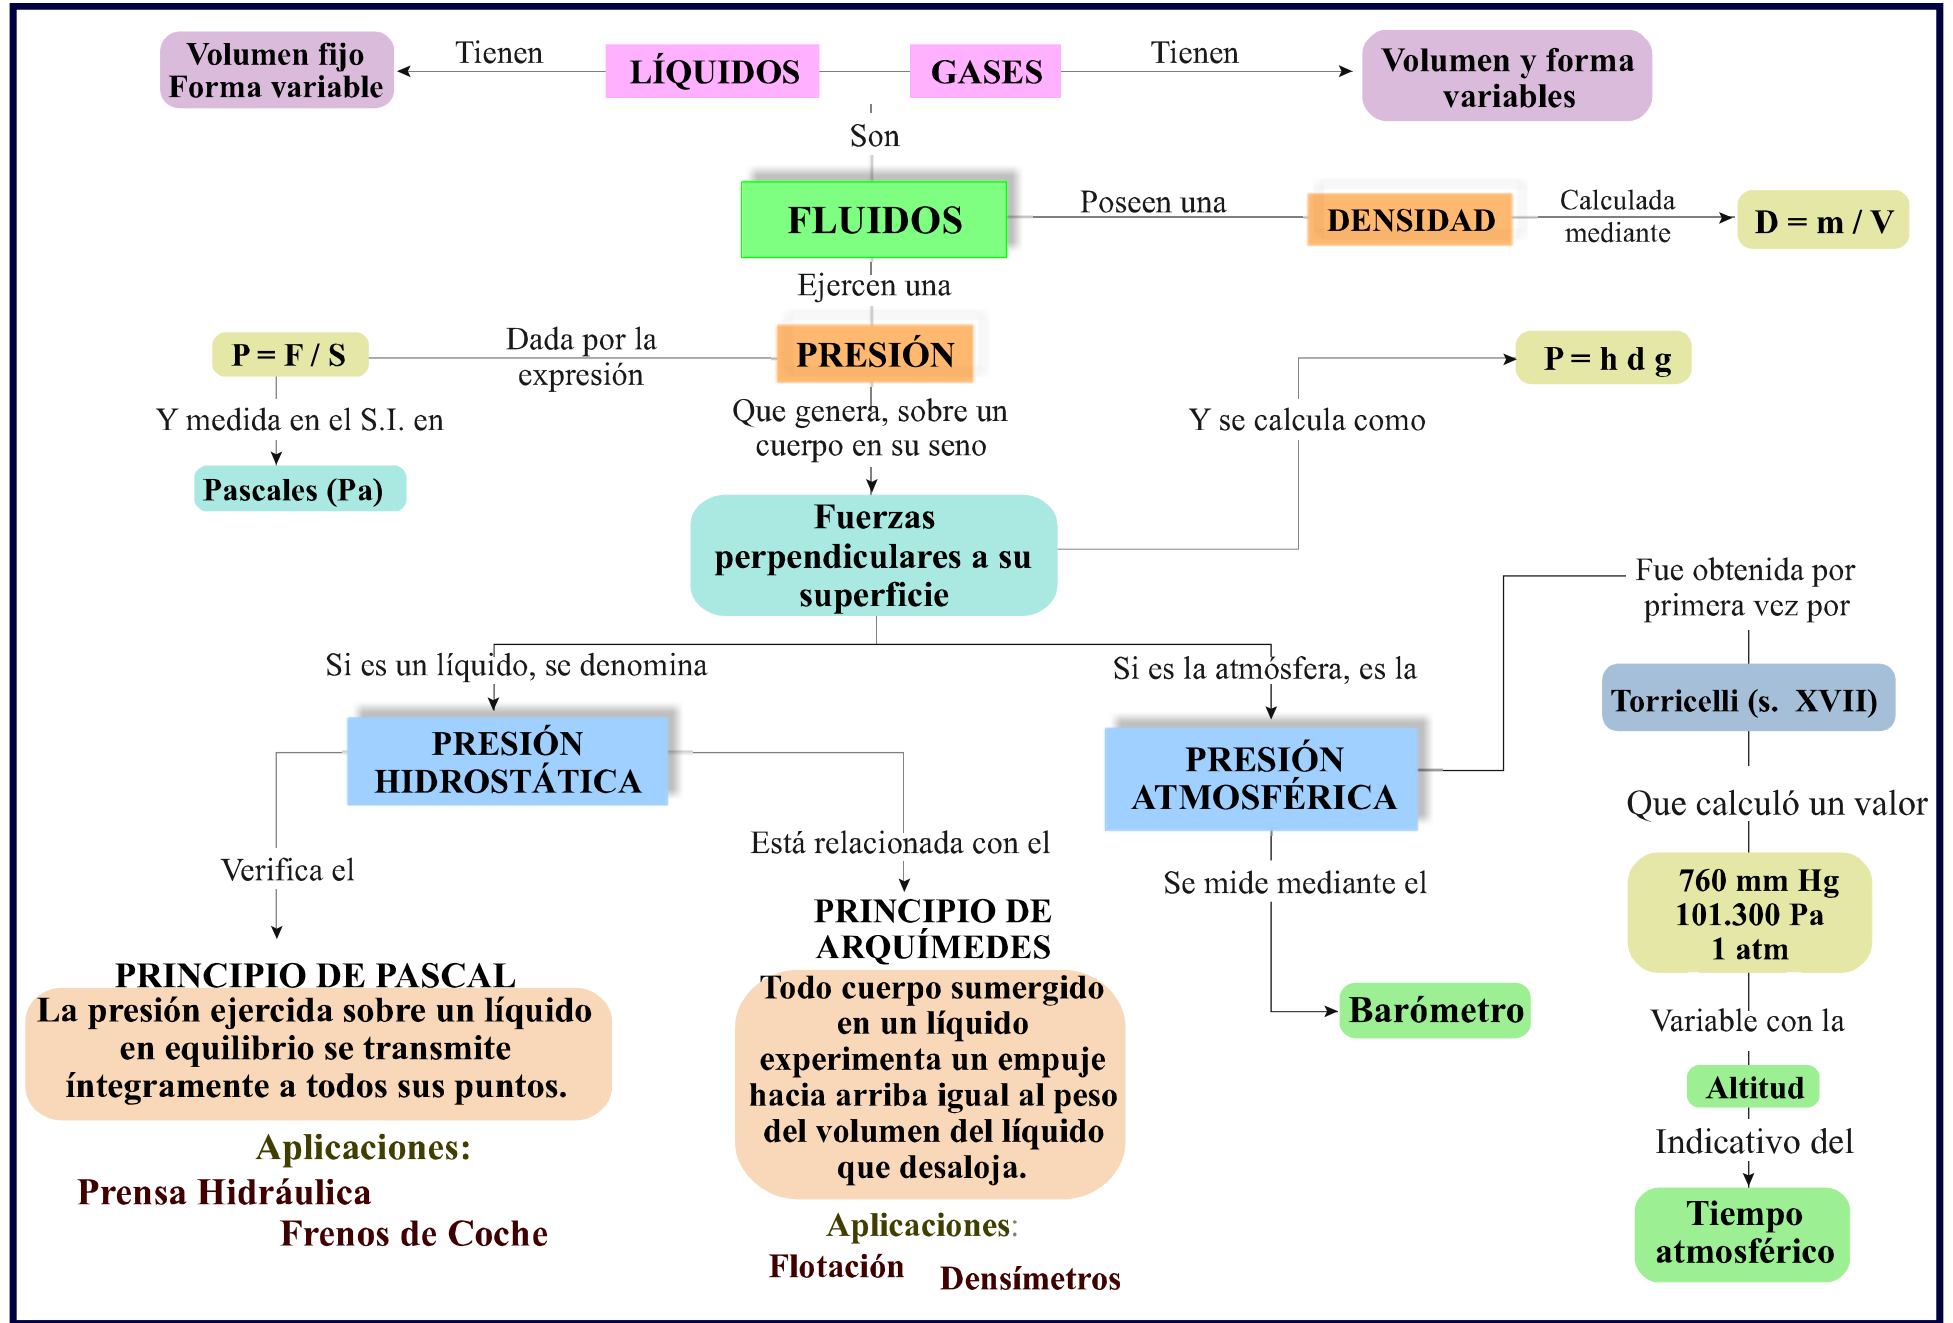 Volumen fijo
Forma variable
Tienen
LÍQUIDOS
GASES
Tienen
Volumen y forma
variables
Son
FLUIDOS
Poseen una
DENSIDAD
Calculada
mediante
D = m / V
Ejercen una
P = F / S
Dada por la
expresión
PRESIÓN
P = h d g
Y medida en el S.I. en
Que genera, sobre un
cuerpo en su seno
Y se calcula como
Pascales (Pa)
Fuerzas
perpendiculares a su
superficie
Fue obtenida por
primera vez por
Si es un líquido, se denomina
Si es la atmósfera, es la
Torricelli (s. XVII)
PRESIÓN
HIDROSTÁTICA
PRESIÓN
ATMOSFÉRICA
Que calculó un valor
Verifica el
Está relacionada con el
Se mide mediante el
760 mm Hg
101.300 Pa
1 atm
PRINCIPIO DE PASCAL
La presión ejercida sobre un líquido
en equilibrio se transmite
íntegramente a todos sus puntos.
Aplicaciones:
Prensa Hidráulica
Frenos de Coche
PRINCIPIO DE
ARQUÍMEDES
Todo cuerpo sumergido
en un líquido
experimenta un empuje
hacia arriba igual al peso
del volumen del líquido
que desaloja.
Aplicaciones:
Flotación
Densímetros
Barómetro
Variable con la
Altitud
Indicativo del
Tiempo
atmosférico